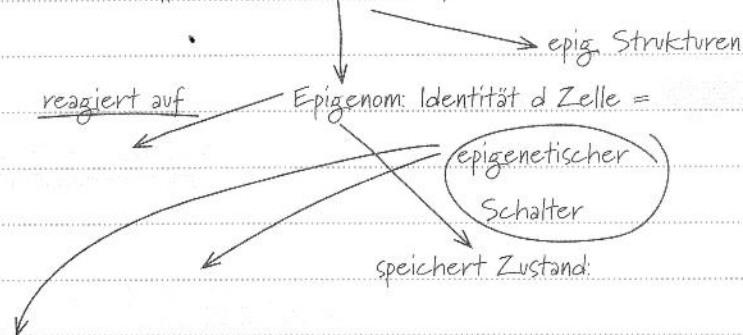 epig. Strukturen
reagiert auf Epigenom: Identität d Zelle =
epigenetischer
Schalter
speichert Zustand: